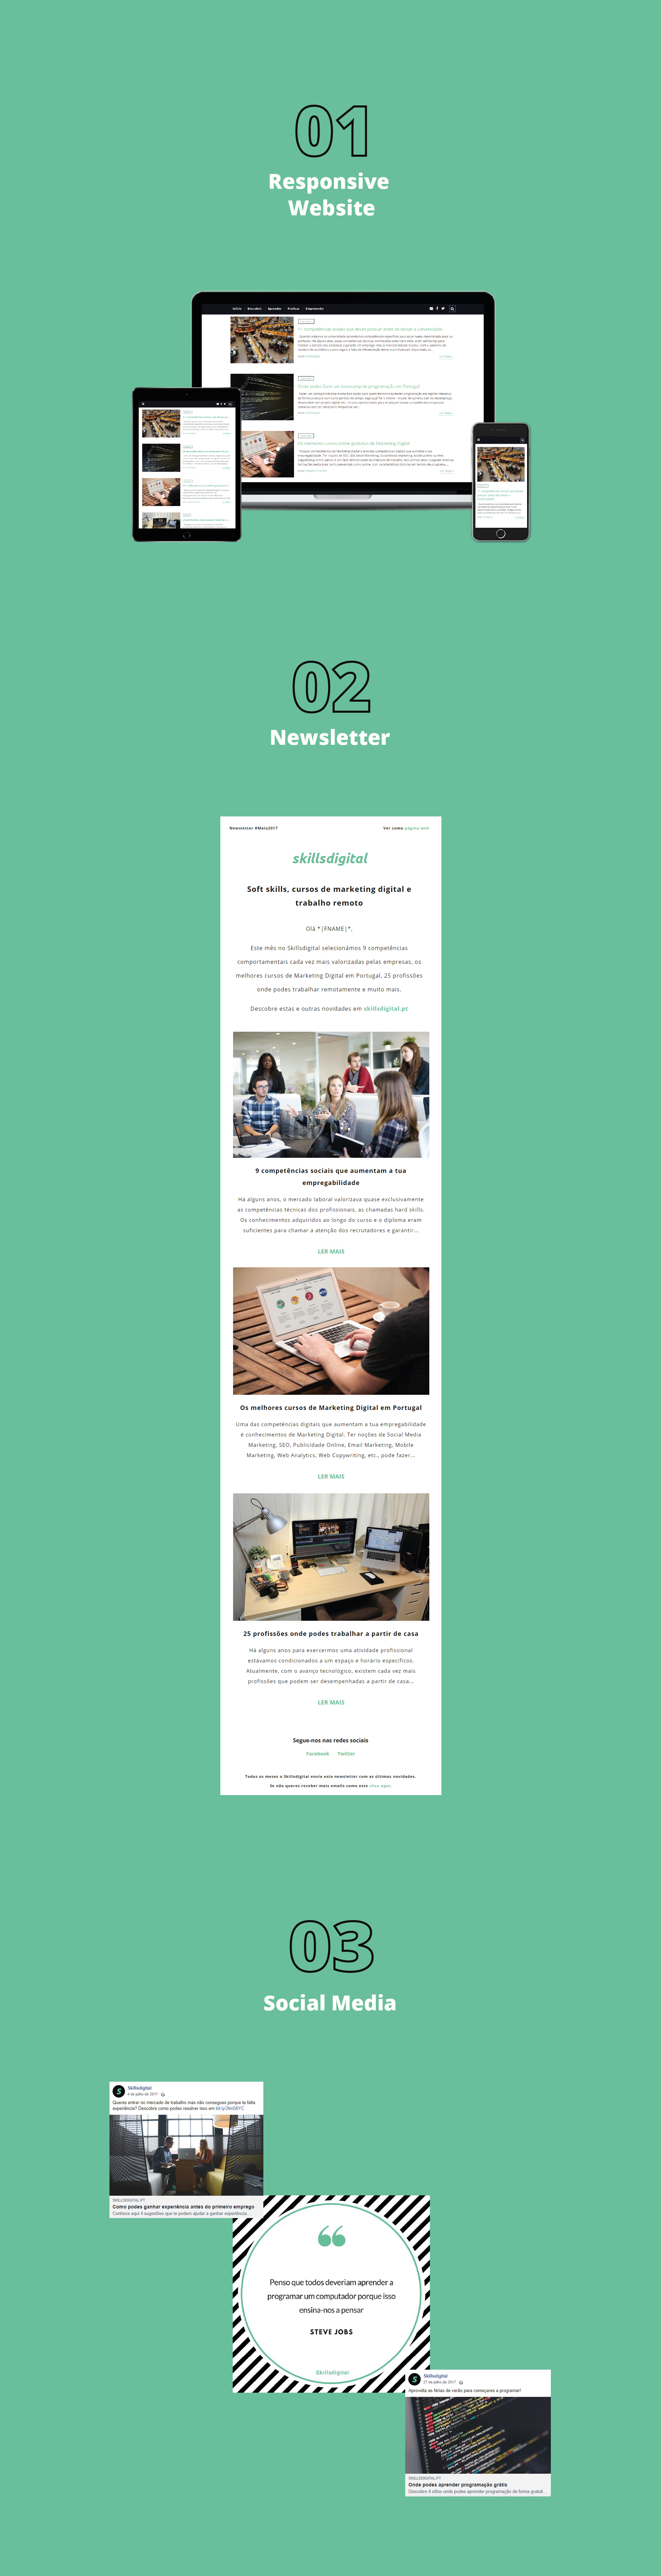 01
Responsive
Website
Início Descobrir Aprender Praticar Empreender
11 competências sociais que deves possuir antes de deixar a universidade
Onde podes fazer um bootcamp de programação em Portugal
Os melhores cursos online gratuitos de Marketing Digital
02
Newsletter
Newsletter #Maio2017
Ver como página web
skillsdigital
Soft skills, cursos de marketing digital e
trabalho remoto
Olá *|FNAME|*,
Este mês no Skillsdigital selecionámos 9 competências
comportamentais cada vez mais valorizadas pelas empresas, os
melhores cursos de Marketing Digital em Portugal, 25 profissões
onde podes trabalhar remotamente e muito mais.
Descobre estas e outras novidades em skillsdigital.pt
9 competências sociais que aumentam a tua
empregabilidade
Há alguns anos, o mercado laboral valorizava quase exclusivamente
as competências técnicas dos profissionais, as chamadas hard skills.
Os conhecimentos adquiridos ao longo do curso e o diploma eram
suficientes para chamar a atenção dos recrutadores e garantir...
LER MAIS
Os melhores cursos de Marketing Digital em Portugal
Uma das competências digitais que aumentam a tua empregabilidade
é conhecimentos de Marketing Digital. Ter noções de Social Media
Marketing, SEO, Publicidade Online, Email Marketing, Mobile
Marketing, Web Analytics, Web Copywriting, etc., pode fazer...
LER MAIS
25 profissões onde podes trabalhar a partir de casa
Há alguns anos para exercermos uma atividade profissional
estávamos condicionados a um espaço e horário específicos.
Atualmente, com o avanço tecnológico, existem cada vez mais
profissões que podem ser desempenhadas a partir de casa...
LER MAIS
Segue-nos nas redes sociais
Facebook Twitter
Todos os meses a Skillsdigital envia esta newsletter com as últimas novidades.
Se não queres receber mais emails como este clica aqui.
03
Social Media
Skillsdigital
4 de julho de 2017
Queres entrar no mercado de trabalho mas não consegues porque te falta
experiência? Descobre como podes resolver isso em bit.ly/2tmS8YC
SKILLSDIGITAL.PT
Como podes ganhar experiência antes do primeiro emprego
Conhece aqui 6 sugestões que te podem ajudar a ganhar experiência...
Penso que todos deveriam aprender a
programar um computador porque isso
ensina-nos a pensar
STEVE JOBS
Skillsdigital
Skillsdigital
27 de julho de 2017
Aproveita as férias de verão para começares a programar!
SKILLSDIGITAL.PT
Onde podes aprender programação grátis
Descobre 4 sítios onde podes aprender programação de forma gratuit...